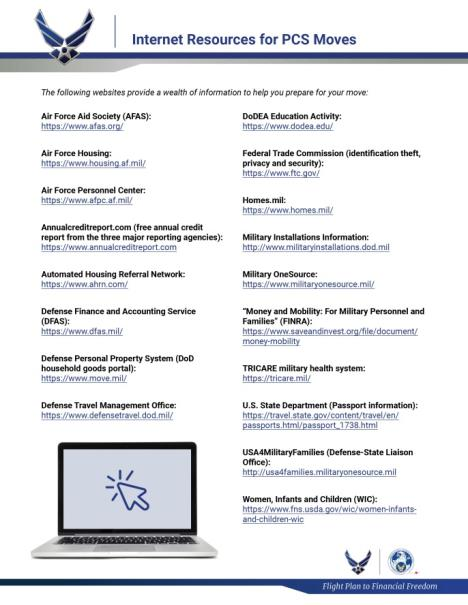 Internet Resources for PCS Moves
The following websites provide a wealth of information to help you prepare for your move:
Air Force Aid Society (AFAS):
https://www.afas.org/
Air Force Housing:
https://www.housing.af.mil/
Air Force Personnel Center:
https://www.afpc.af.mil/
Annualcreditreport.com (free annual credit
report from the three major reporting agencies):
https://www.annualcreditreport.com
Automated Housing Referral Network:
https://www.ahrn.com/
Defense Finance and Accounting Service
(DFAS):
https://www.dfas.mil/
Defense Personal Property System (DoD
household goods portal):
https://www.move.mil/
Defense Travel Management Office:
https://www.defensetravel.dod.mil/
DoDEA Education Activity:
https://www.dodea.edu/
Federal Trade Commission (identification theft,
privacy and security):
https://www.ftc.gov/
Homes.mil:
https://www.homes.mil/
Military Installations Information:
http://www.militaryinstallations.dod.mil
Military OneSource:
https://www.militaryonesource.mil/
“Money and Mobility: For Military Personnel and
Families” (FINRA):
https://www.saveandinvest.org/file/document/
money-mobility
TRICARE military health system:
https://tricare.mil/
U.S. State Department (Passport information):
https://travel.state.gov/content/travel/en/
passports.html/passport_1738.html
USA4MilitaryFamilies (Defense-State Liaison
Office):
http://usa4families.militaryonesource.mil
Women, Infants and Children (WIC):
https://www.fns.usda.gov/wic/women-infants-
and-children-wic
Flight Plan to Financial Freedom